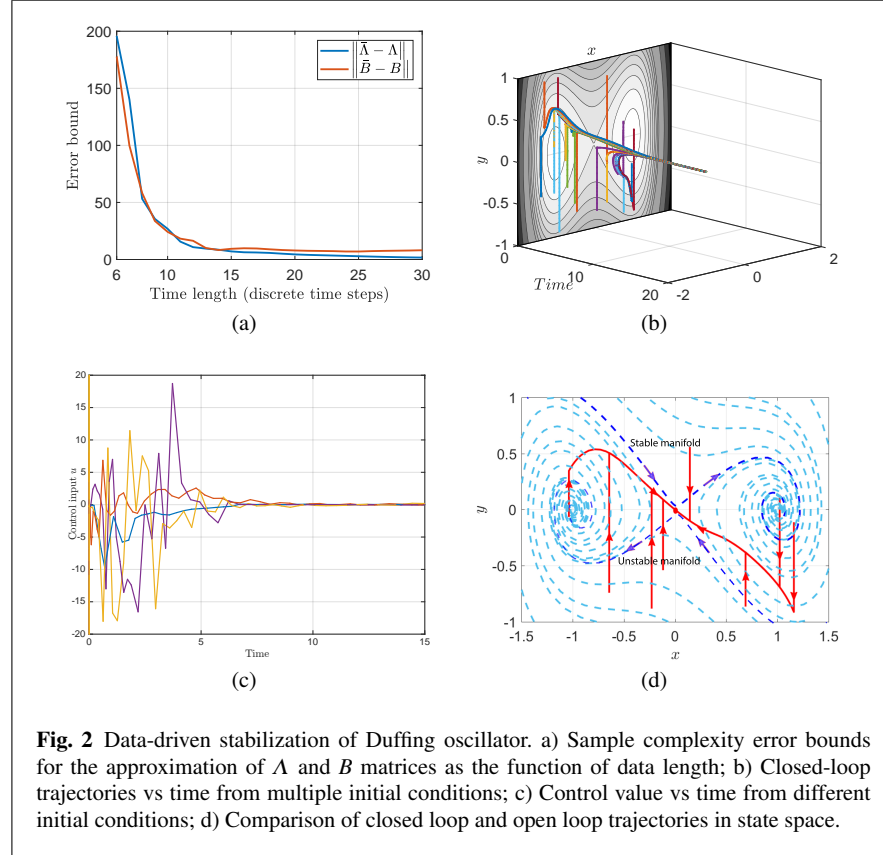 200
150
100
50
0
Error bound
||Λ̄ − Λ||
||B̄ − B||
6 10 15 20 25 30
Time length (discrete time steps)
(a)
x
1
0.5
0
-0.5
-1
y
0
10
20
Time
-2
0
2
(b)
20
15
10
5
0
-5
-10
-15
-20
Control input u
0 5 10 15
Time
(c)
1
0.5
0
-0.5
-1
y
Stable manifold
Unstable manifold
-1.5 -1 -0.5 0 0.5 1 1.5
x
(d)
Fig. 2 Data-driven stabilization of Duffing oscillator. a) Sample complexity error bounds
for the approximation of Λ and B matrices as the function of data length; b) Closed-loop
trajectories vs time from multiple initial conditions; c) Control value vs time from different
initial conditions; d) Comparison of closed loop and open loop trajectories in state space.